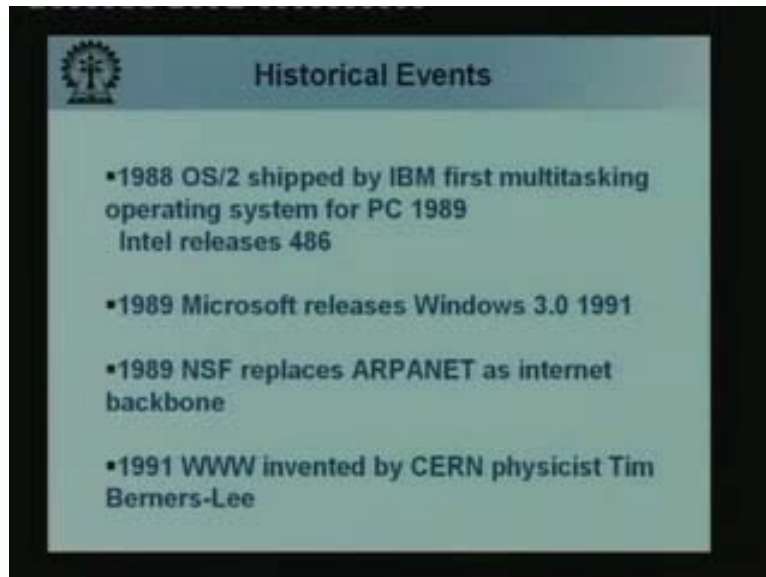 Historical Events
▪1988 OS/2 shipped by IBM first multitasking
operating system for PC 1989
Intel releases 486
▪1989 Microsoft releases Windows 3.0 1991
▪1989 NSF replaces ARPANET as internet
backbone
▪1991 WWW invented by CERN physicist Tim
Berners-Lee